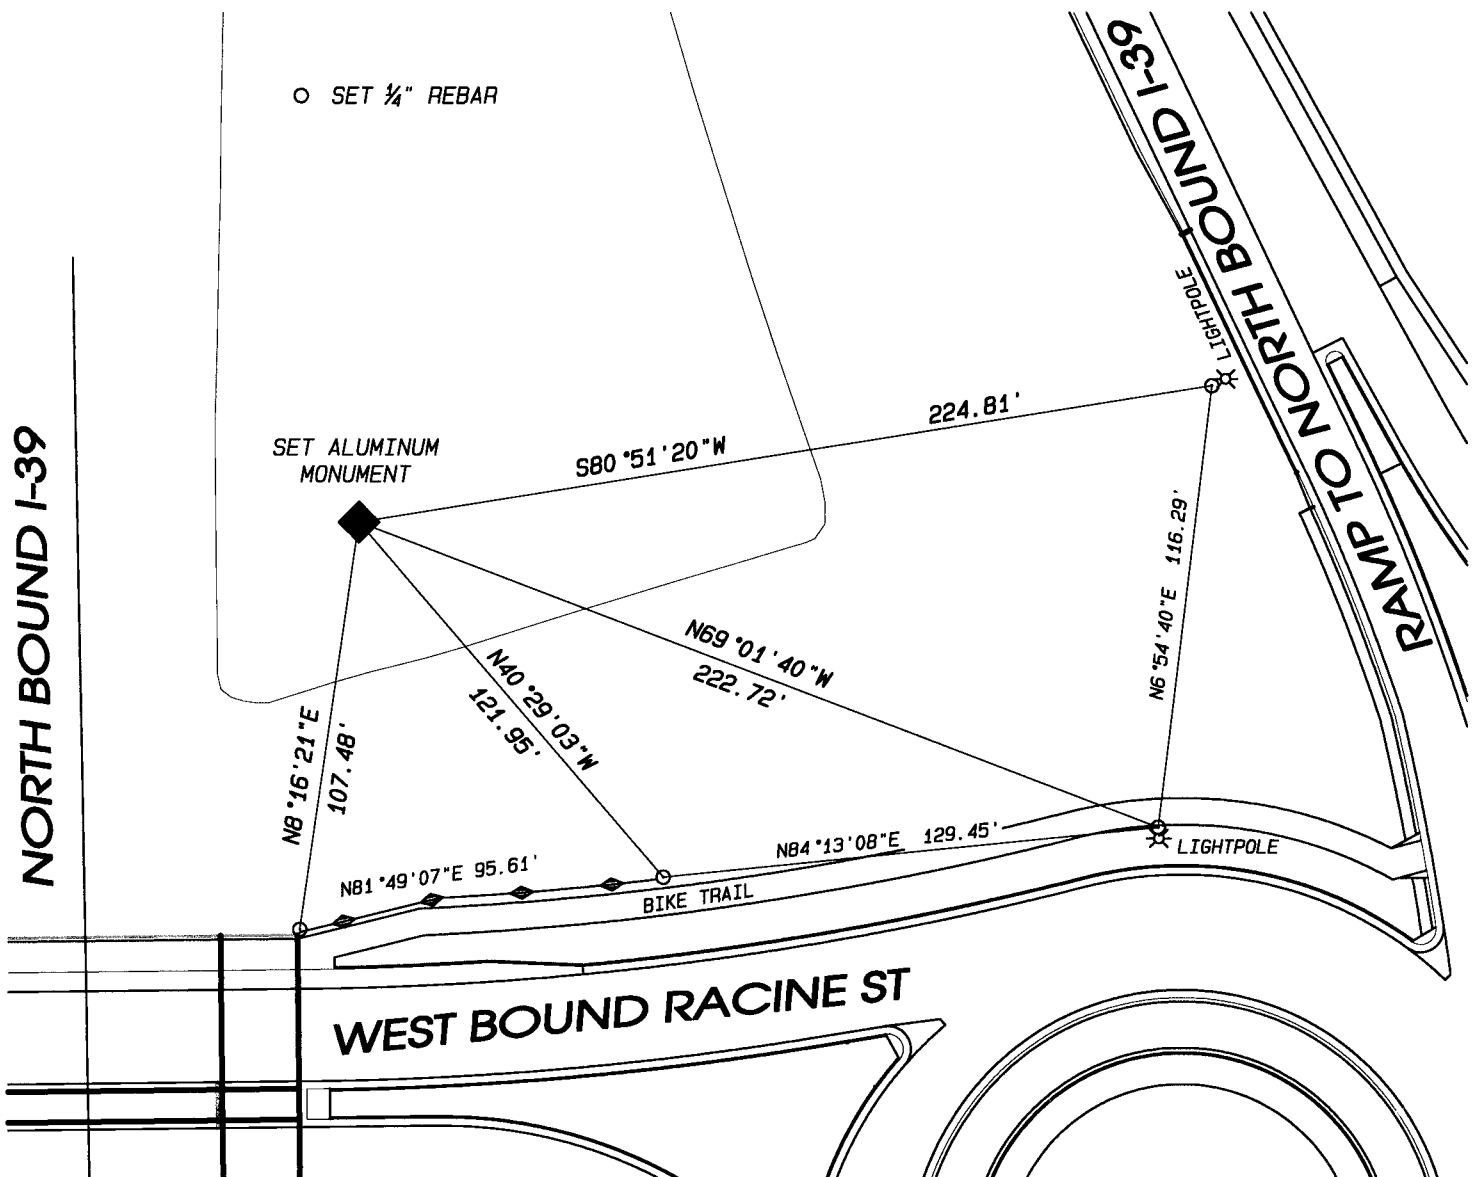 SET ¼" REBAR
RAMP TO NORTH BOUND I-39
LIGHTPOLE
224.81'
S80°51'20"W
SET ALUMINUM
MONUMENT
NORTH BOUND I-39
N6°54'40"E 116.29'
N69°01'40"W
222.72'
N40°29'03"W
121.95'
N8°16'21"E
107.48'
N84°13'08"E 129.45'
LIGHTPOLE
N81°49'07"E 95.61'
BIKE TRAIL
WEST BOUND RACINE ST